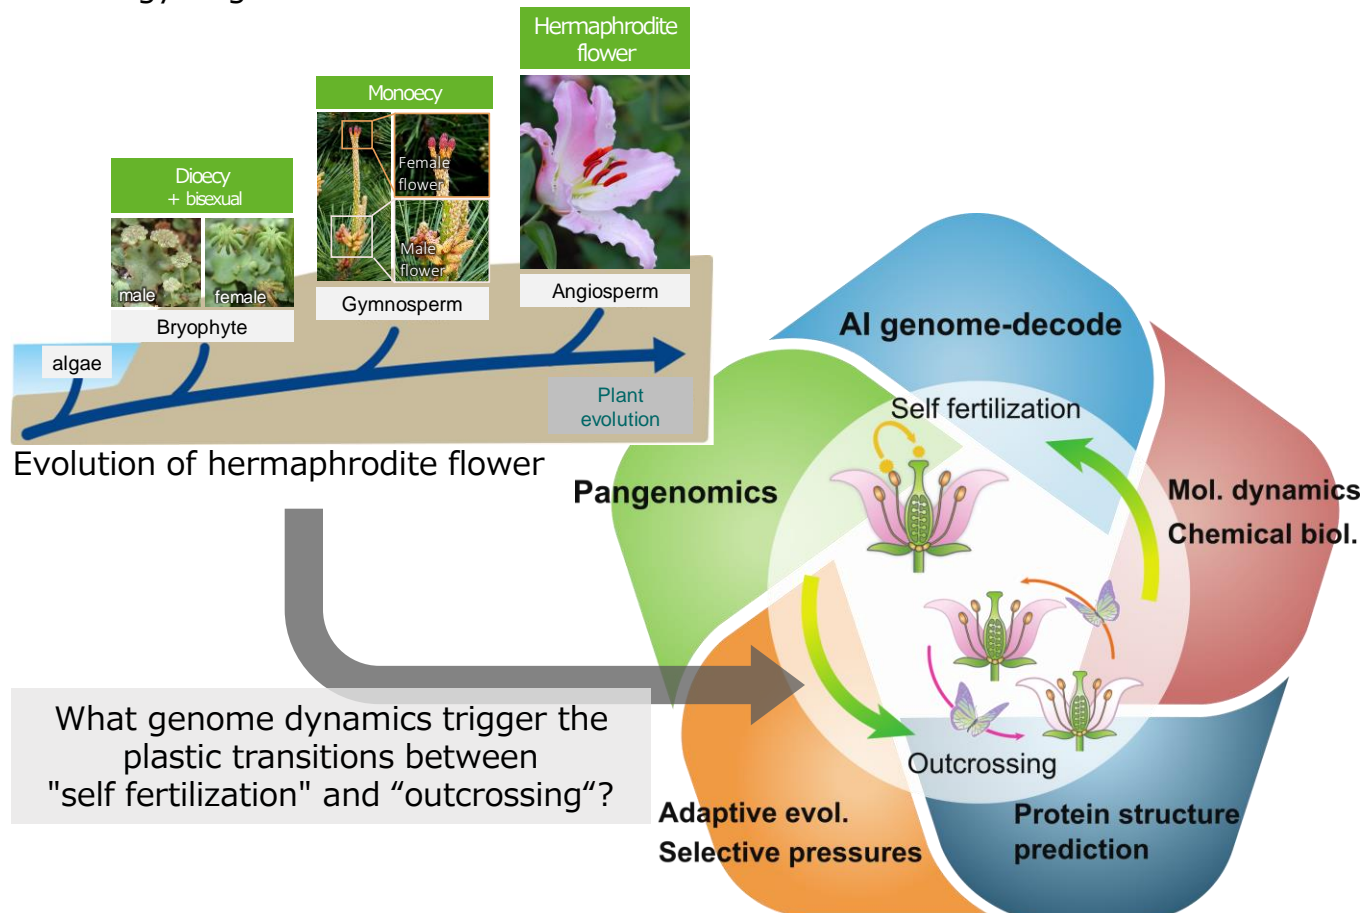 Hermaphrodite
flower
Monoecy
Female
flower
Male
flower
Dioecy
+ bisexual
male
female
algae
Bryophyte
Gymnosperm
Angiosperm
Plant
evolution
Evolution of hermaphrodite flower
What genome dynamics trigger the
plastic transitions between
"self fertilization" and “outcrossing“?
AI genome-decode
Self fertilization
Pangenomics
Mol. dynamics
Chemical biol.
Outcrossing
Adaptive evol.
Selective pressures
Protein structure
prediction